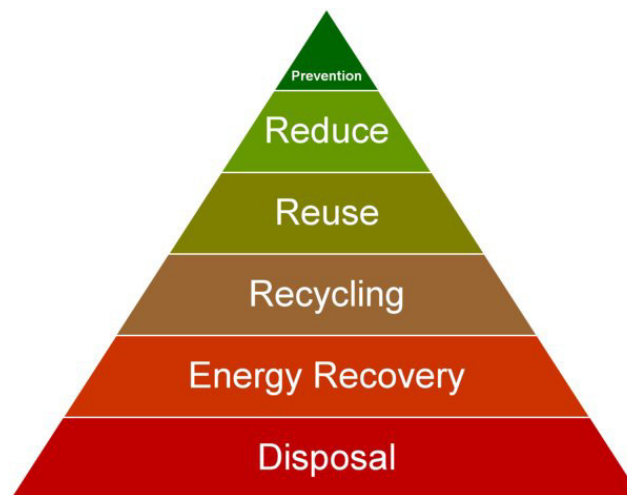 Prevention
Reduce
Reuse
Recycling
Energy Recovery
Disposal